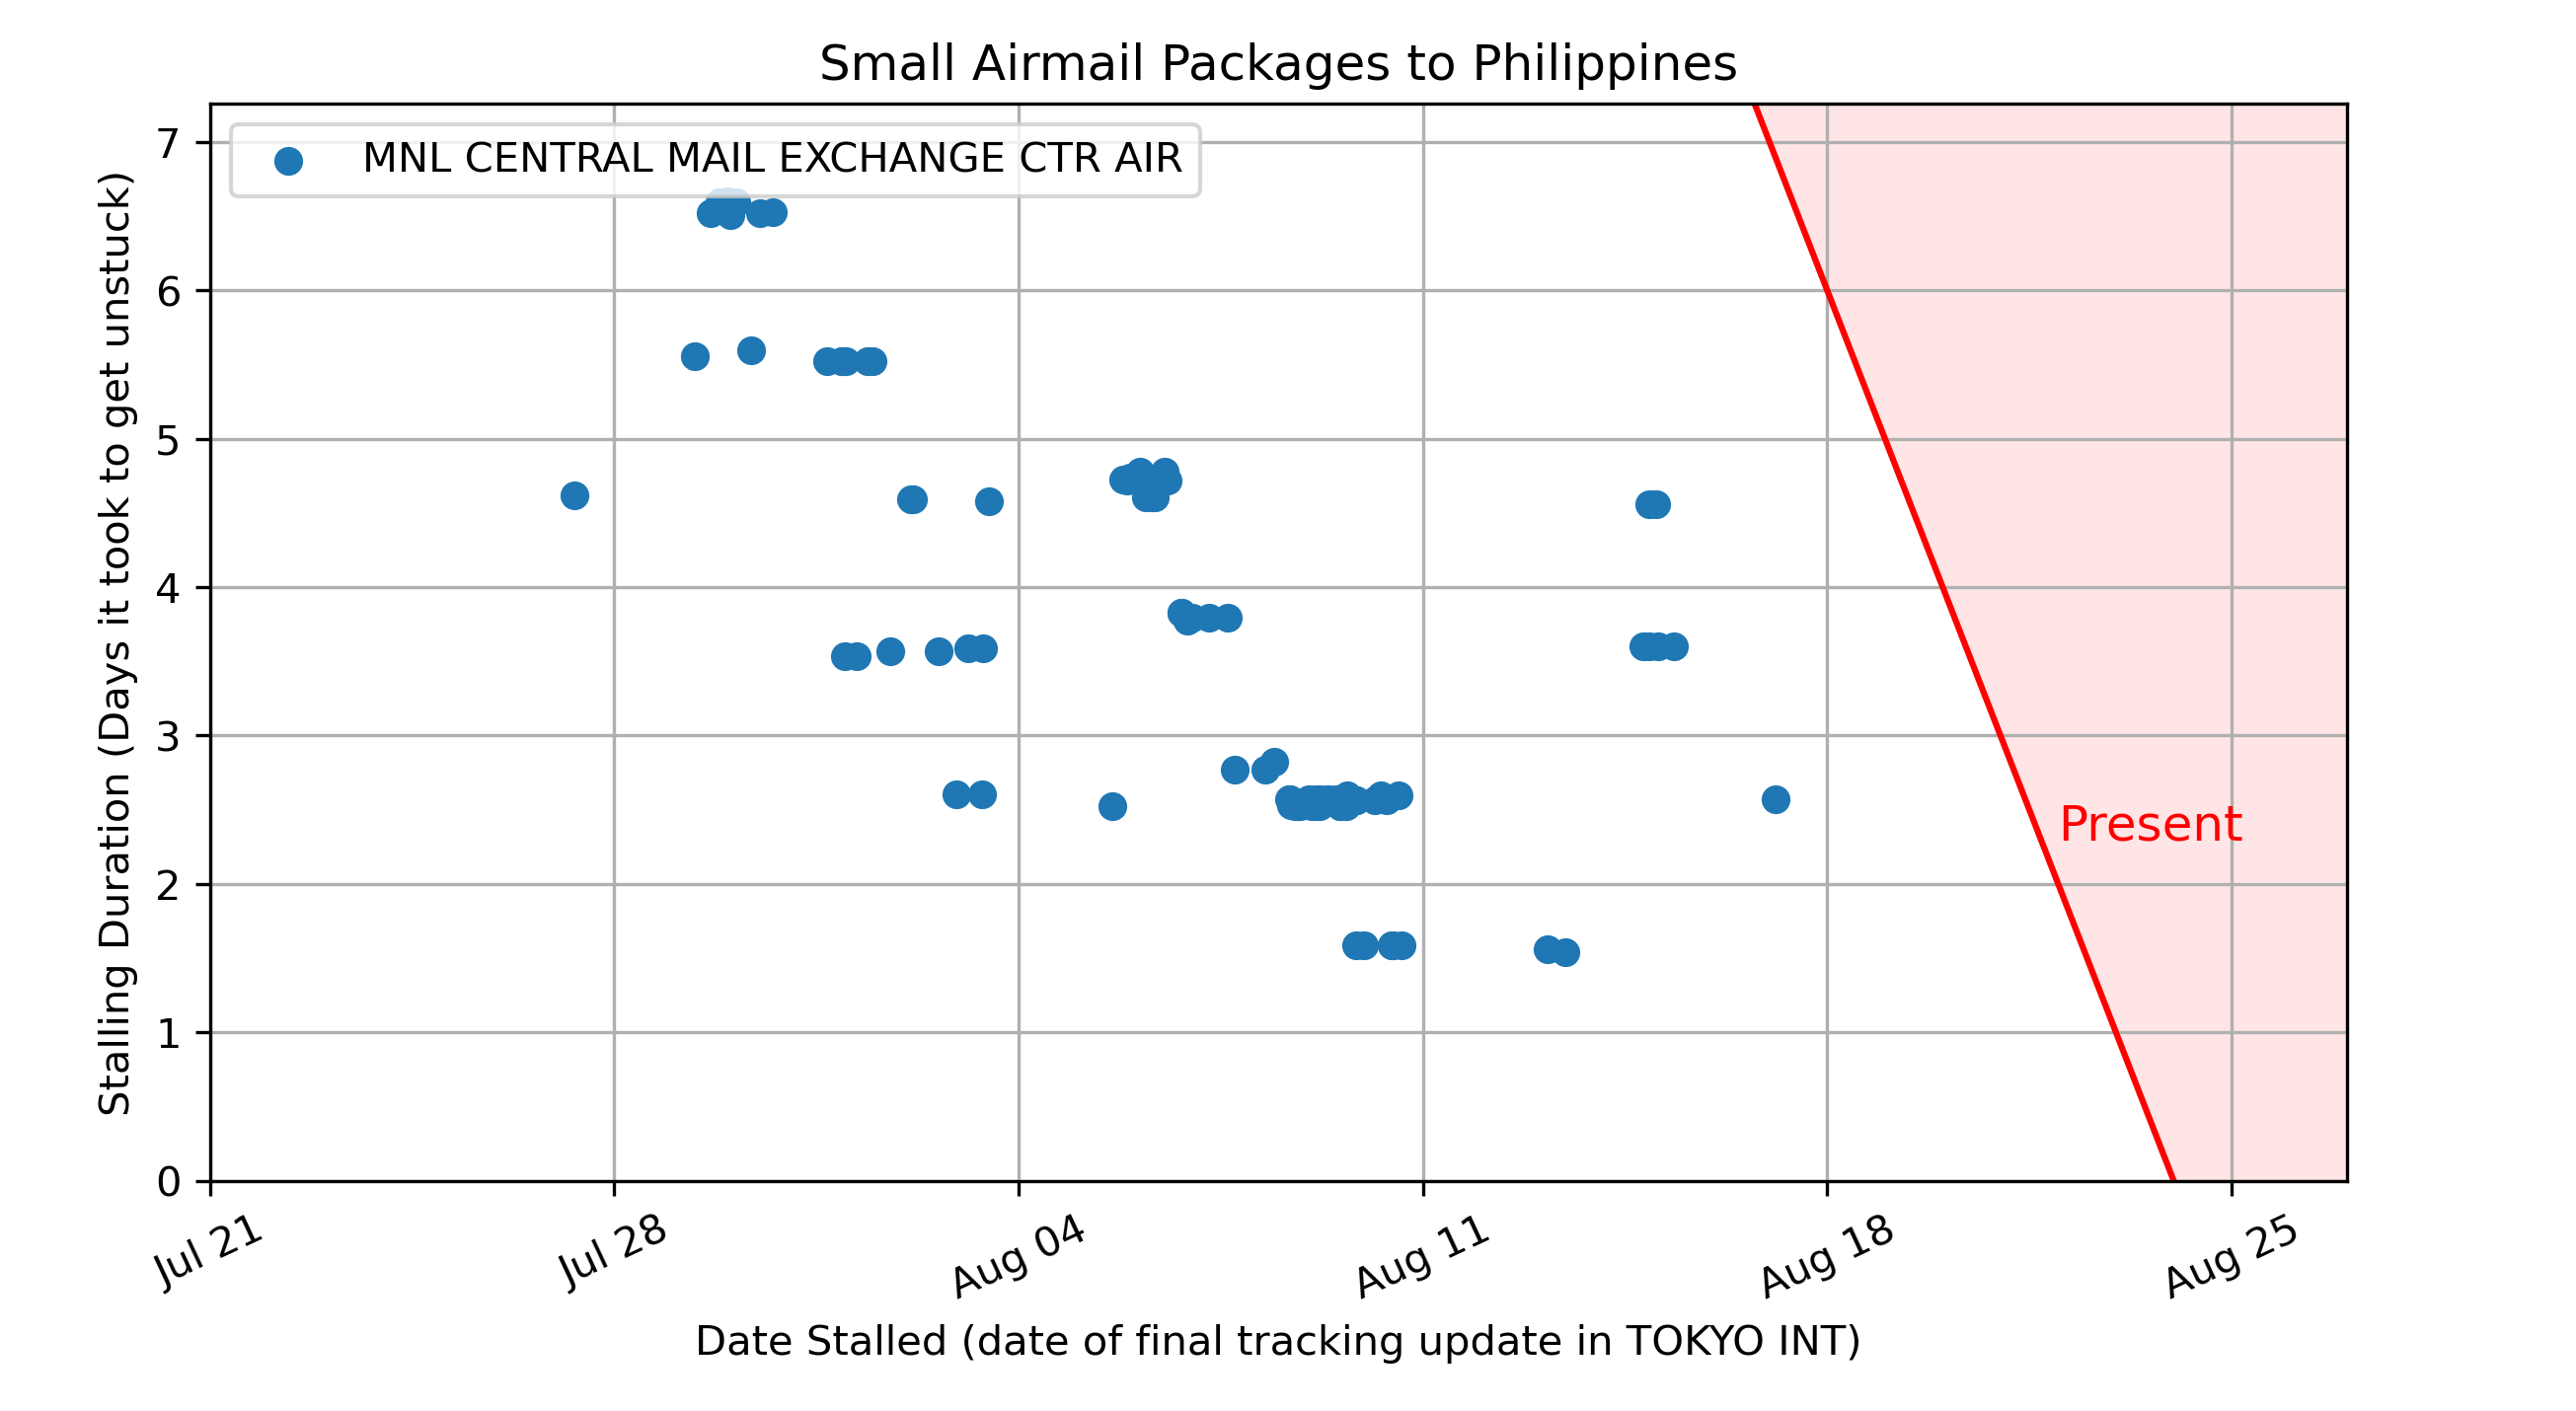 Small Airmail Packages to Philippines
MNL CENTRAL MAIL EXCHANGE CTR AIR
Stalling Duration (Days it took to get unstuck)
7
6
5
4
3
2
1
0
Present
Jul 21
Jul 28
Aug 04
Aug 11
Aug 18
Aug 25
Date Stalled (date of final tracking update in TOKYO INT)